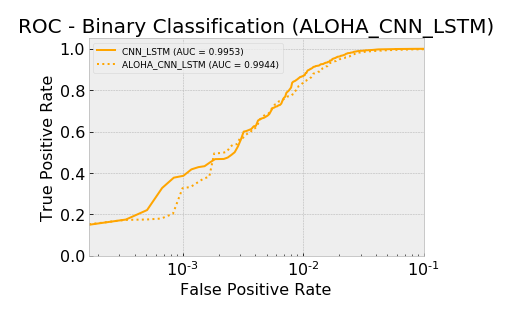 ROC - Binary Classification (ALOHA_CNN_LSTM)
CNN_LSTM (AUC = 0.9953)
ALOHA_CNN_LSTM (AUC = 0.9944)
True Positive Rate
1.0
0.8
0.6
0.4
0.2
0.0
10⁻³
10⁻²
10⁻¹
False Positive Rate